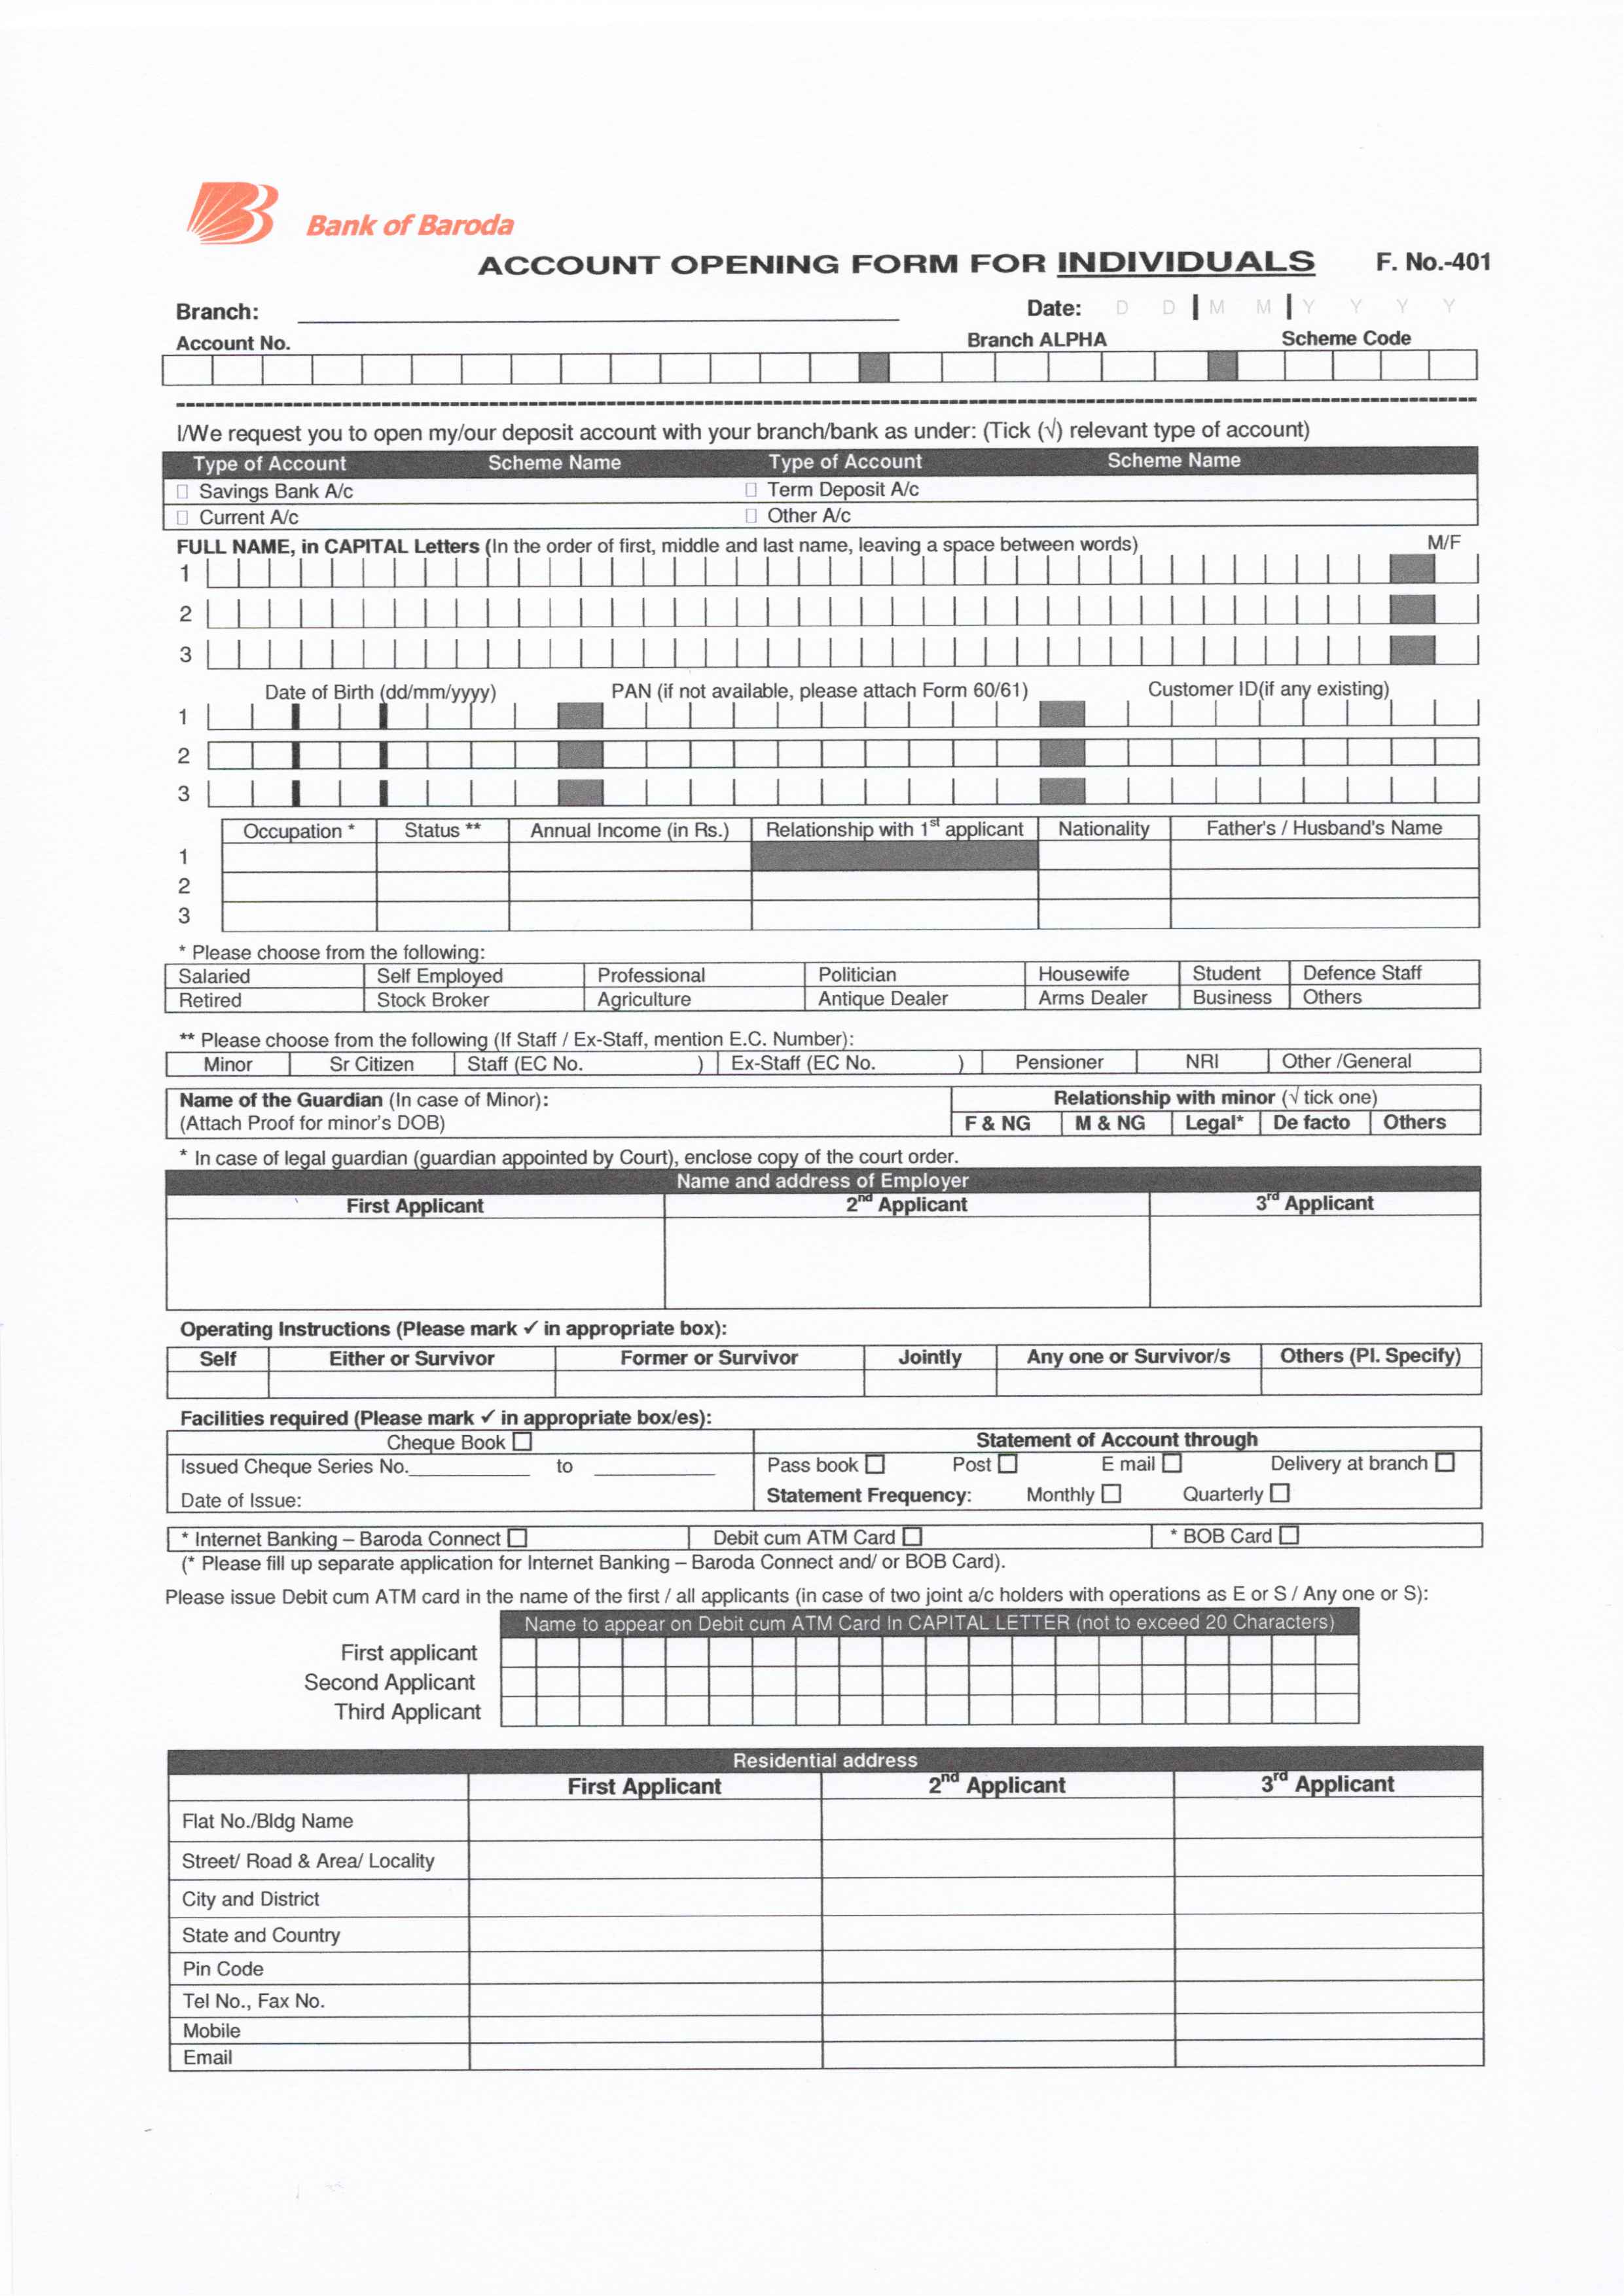 Bank of Baroda
ACCOUNT OPENING FORM FOR INDIVIDUALS F. No.-401
Branch: Date: D D M M Y Y Y Y
Account No. Branch ALPHA Scheme Code
I/We request you to open my/our deposit account with your branch/bank as under: (Tick (√) relevant type of account)
Type of Account Scheme Name Type of Account Scheme Name
Savings Bank A/c Term Deposit A/c
Current A/c Other A/c
FULL NAME, in CAPITAL Letters (In the order of first, middle and last name, leaving a space between words) M/F
1
2
3
Date of Birth (dd/mm/yyyy) PAN (if not available, please attach Form 60/61) Customer ID(if any existing)
1
2
3
Occupation * Status ** Annual Income (in Rs.) Relationship with 1st applicant Nationality Father's / Husband's Name
1
2
3
* Please choose from the following:
Salaried Self Employed Professional Politician Housewife Student Defence Staff
Retired Stock Broker Agriculture Antique Dealer Arms Dealer Business Others
** Please choose from the following (If Staff / Ex-Staff, mention E.C. Number):
Minor Sr Citizen Staff (EC No. ) Ex-Staff (EC No. ) Pensioner NRI Other /General
Name of the Guardian (In case of Minor): Relationship with minor (√ tick one)
(Attach Proof for minor's DOB) F & NG M & NG Legal* De facto Others
* In case of legal guardian (guardian appointed by Court), enclose copy of the court order.
Name and address of Employer
First Applicant 2nd Applicant 3rd Applicant
Operating Instructions (Please mark ✓ in appropriate box):
Self Either or Survivor Former or Survivor Jointly Any one or Survivor/s Others (Pl. Specify)
Facilities required (Please mark ✓ in appropriate box/es):
Cheque Book Statement of Account through
Issued Cheque Series No. to Pass book Post E mail Delivery at branch
Date of Issue: Statement Frequency: Monthly Quarterly
* Internet Banking – Baroda Connect Debit cum ATM Card * BOB Card
(* Please fill up separate application for Internet Banking – Baroda Connect and/ or BOB Card).
Please issue Debit cum ATM card in the name of the first / all applicants (in case of two joint a/c holders with operations as E or S / Any one or S):
Name to appear on Debit cum ATM Card In CAPITAL LETTER (not to exceed 20 Characters)
First applicant
Second Applicant
Third Applicant
Residential address
First Applicant 2nd Applicant 3rd Applicant
Flat No./Bldg Name
Street/ Road & Area/ Locality
City and District
State and Country
Pin Code
Tel No., Fax No.
Mobile
Email